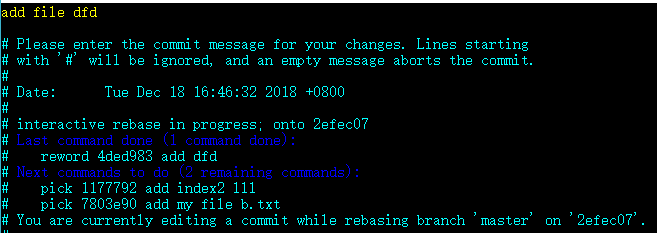 add file dfd
# Please enter the commit message for your changes. Lines starting
# with '#' will be ignored, and an empty message aborts the commit.
#
# Date:      Tue Dec 18 16:46:32 2018 +0800
#
# interactive rebase in progress; onto 2efec07
# Last command done (1 command done):
#    reword 4ded983 add dfd
# Next commands to do (2 remaining commands):
#    pick 1177792 add index2 111
#    pick 7803e90 add my file b.txt
# You are currently editing a commit while rebasing branch 'master' on '2efec07'.
#